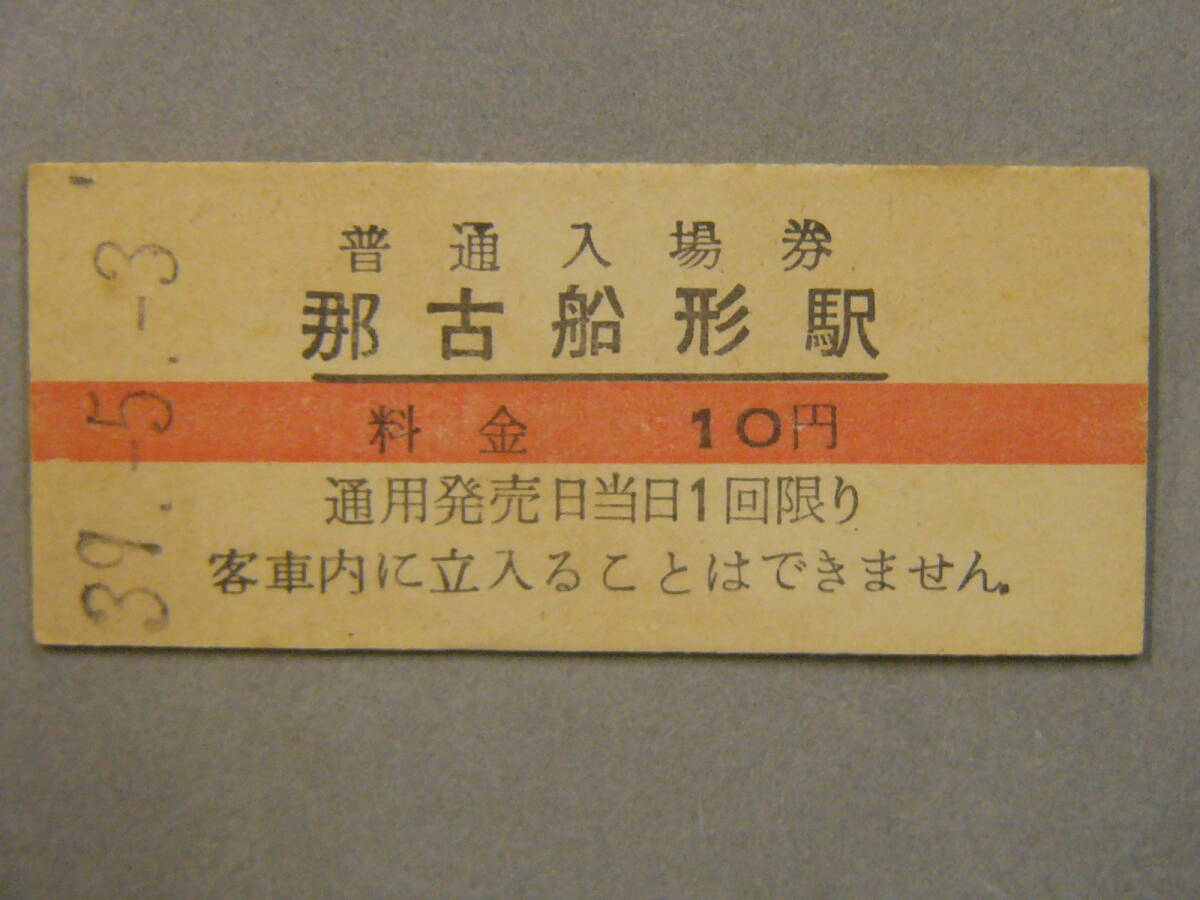 普通入場券
那古船形駅
料金 10円
通用発売日当日1回限り
客車内に立入ることはできません.
39.-5.-3